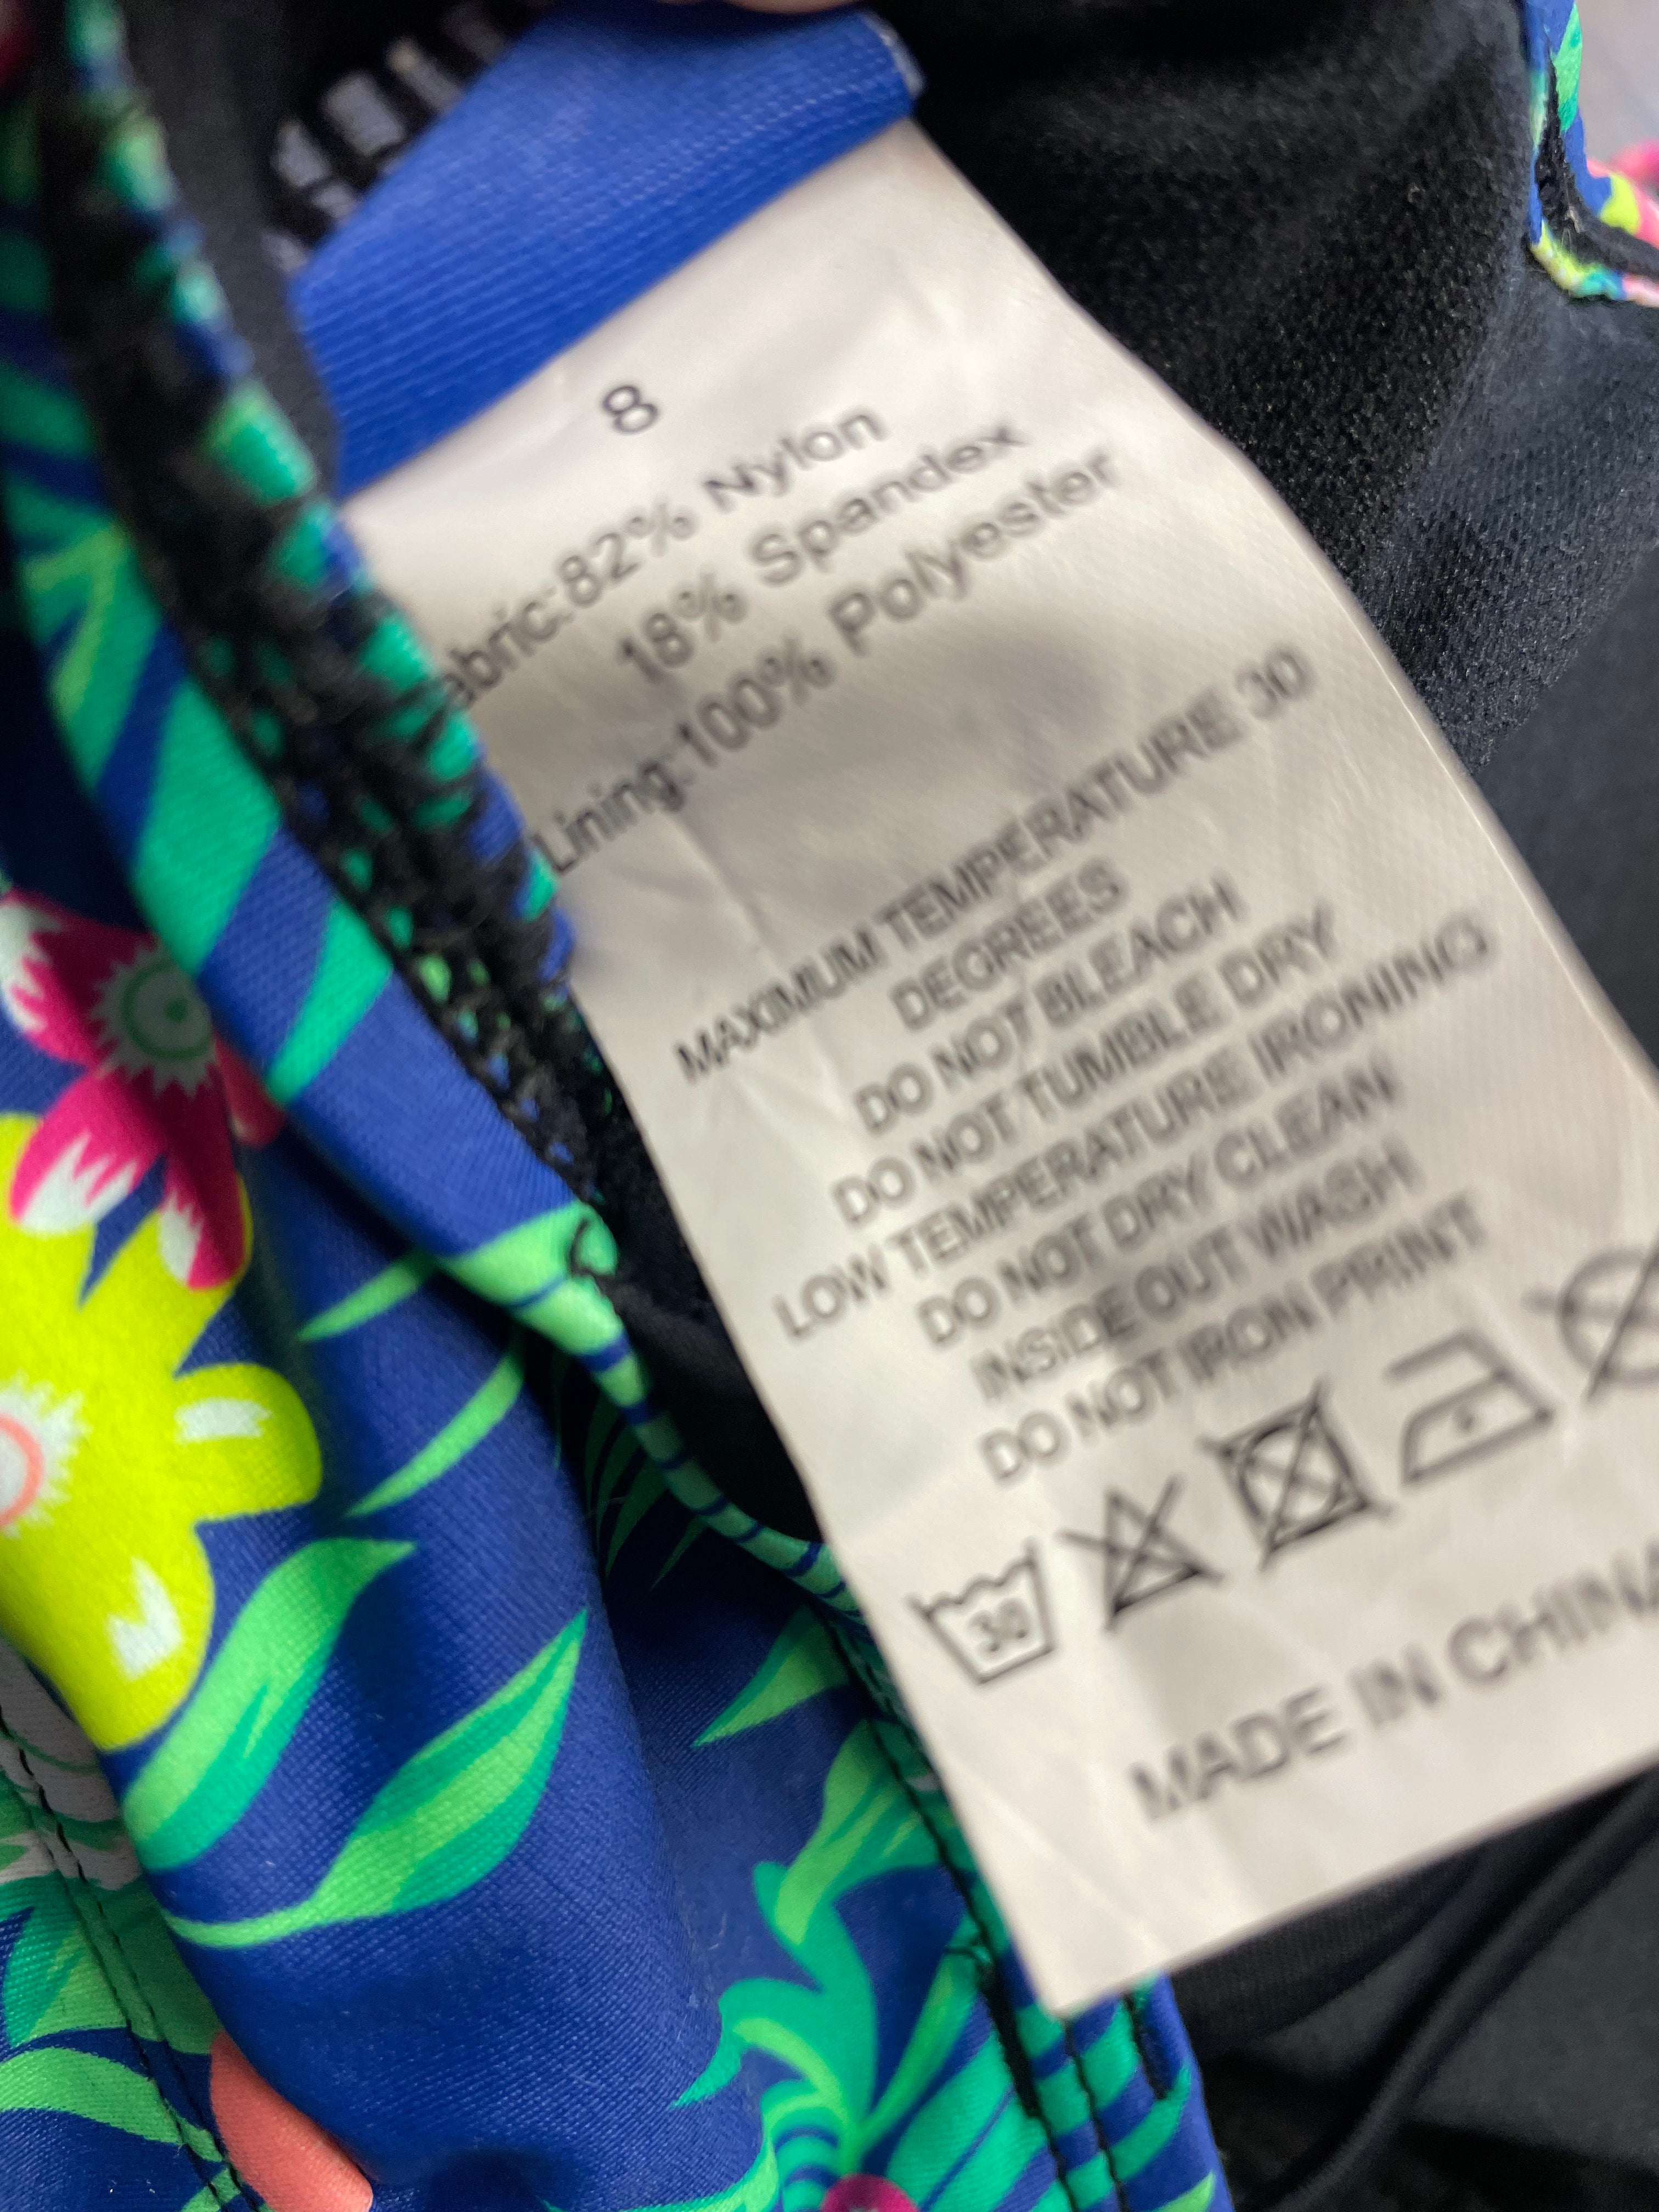 8
abric:82% Nylon
18% Spandex
Lining:100% Polyester
MAXIMUM TEMPERATURE 30
DEGREES
DO NOT BLEACH
DO NOT TUMBLE DRY
LOW TEMPERATURE IRONING
DO NOT DRY CLEAN
INSIDE OUT WASH
DO NOT IRON PRINT
30
MADE IN CHINA